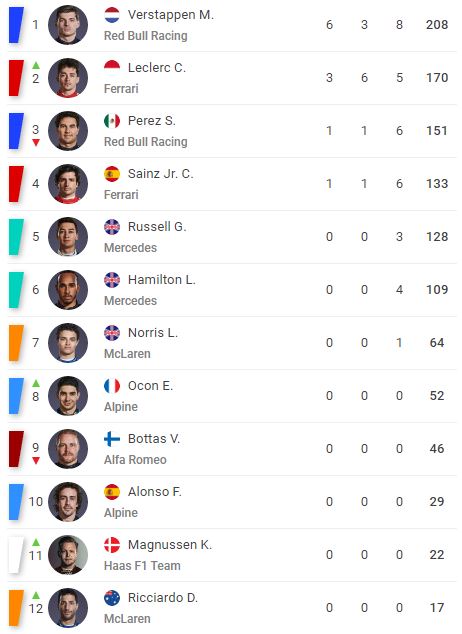 1 Verstappen M. 6 3 8 208
Red Bull Racing
2 Leclerc C. 3 6 5 170
Ferrari
3 Perez S. 1 1 6 151
Red Bull Racing
4 Sainz Jr. C. 1 1 6 133
Ferrari
5 Russell G. 0 0 3 128
Mercedes
6 Hamilton L. 0 0 4 109
Mercedes
7 Norris L. 0 0 1 64
McLaren
8 Ocon E. 0 0 0 52
Alpine
9 Bottas V. 0 0 0 46
Alfa Romeo
10 Alonso F. 0 0 0 29
Alpine
11 Magnussen K. 0 0 0 22
Haas F1 Team
12 Ricciardo D. 0 0 0 17
McLaren